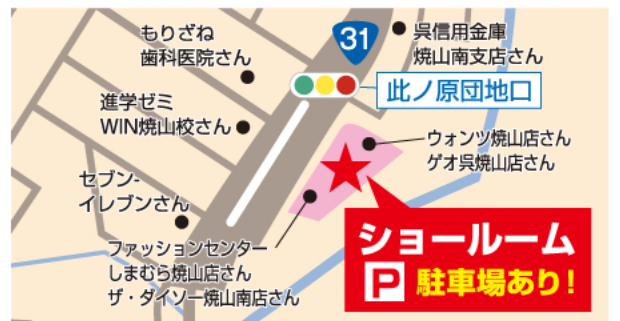 もりざね
歯科医院さん
31
呉信用金庫
焼山南支店さん
此ノ原団地口
進学ゼミ
WIN焼山校さん
ウォンツ焼山店さん
ゲオ呉焼山店さん
セブン-
イレブンさん
ファッションセンター
しまむら焼山店さん
ザ・ダイソー焼山南店さん
ショールーム
P 駐車場あり!